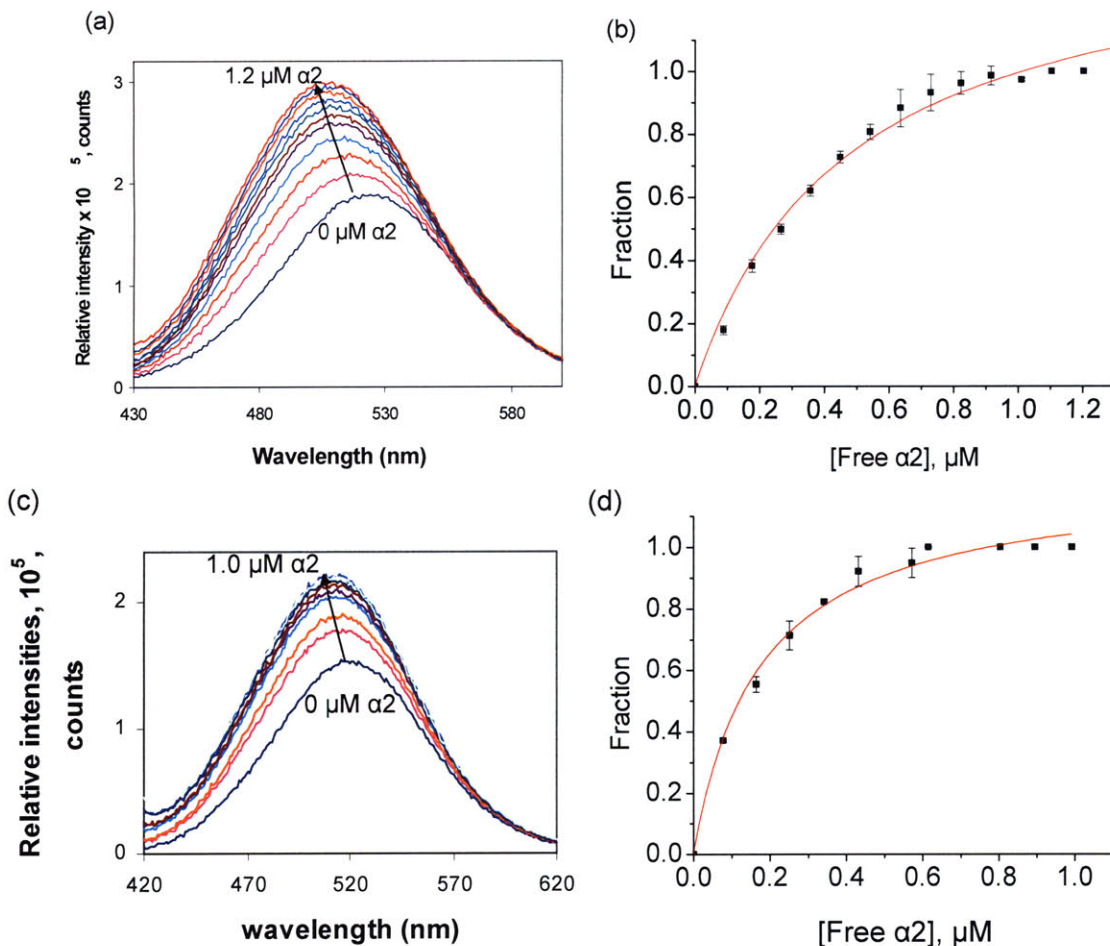 (a)
Relative intensity x 10 5, counts
3
2
1
0
1.2 µM α2
0 µM α2
430 480 530 580
Wavelength (nm)
(b)
Fraction
1.0
0.8
0.6
0.4
0.2
0.0
0.0 0.2 0.4 0.6 0.8 1.0 1.2
[Free α2], µM
(c)
Relative intensities, 10⁵,
counts
2
1
0
1.0 µM α2
0 µM α2
420 470 520 570 620
wavelength (nm)
(d)
Fraction
1.0
0.8
0.6
0.4
0.2
0.0
0.0 0.2 0.4 0.6 0.8 1.0
[Free α2], µM